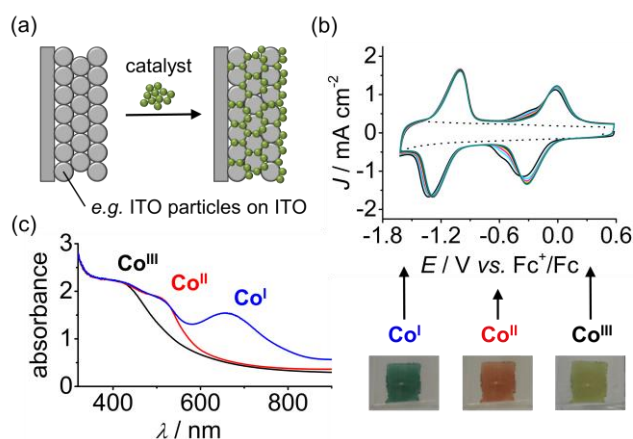 (a)
catalyst
e.g. ITO particles on ITO
(b)
J / mA cm⁻²
2
1
0
-1
-2
-1.8 -1.2 -0.6 0.0 0.6
E / V vs. Fc⁺/Fc
Coᴵ Coᴵᴵ Coᴵᴵᴵ
(c)
absorbance
3
2
1
0
Coᴵᴵᴵ
Coᴵᴵ
Coᴵ
400 600 800
λ / nm